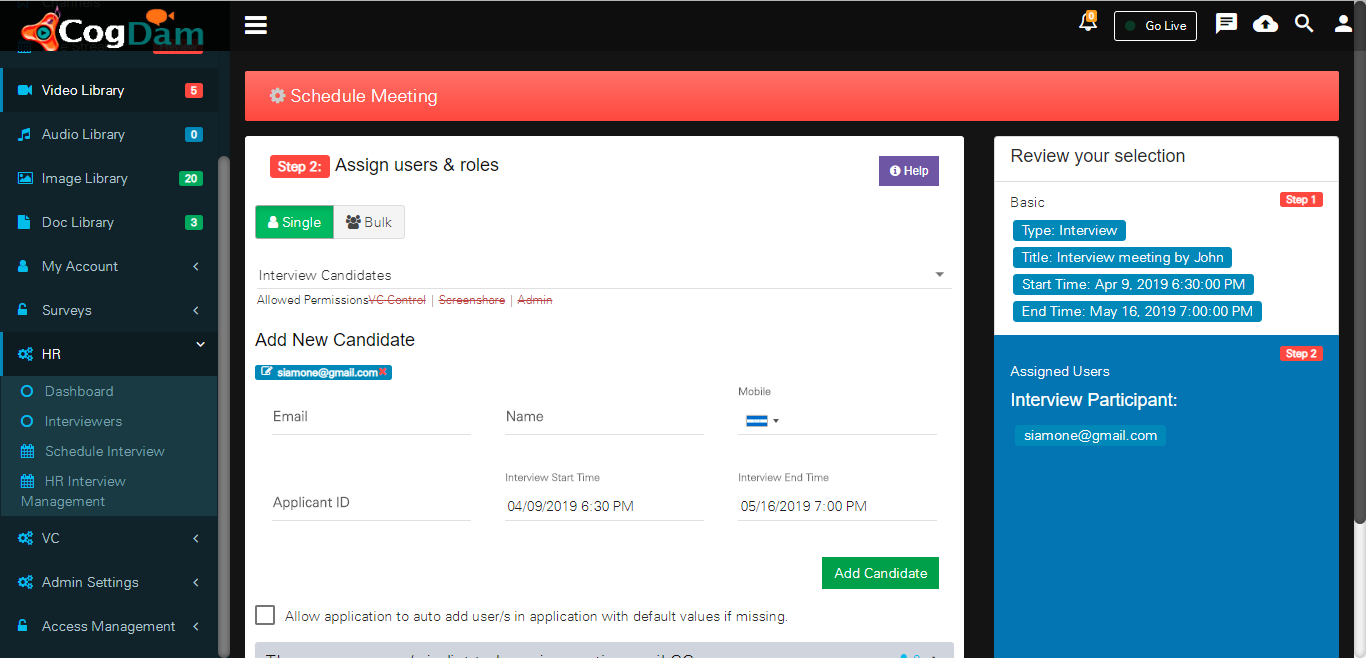 CogDam
0
Go Live
Video Library 5
Audio Library 0
Image Library 20
Doc Library 3
My Account
Surveys
HR
Dashboard
Interviewers
Schedule Interview
HR Interview
Management
VC
Admin Settings
Access Management
Schedule Meeting
Step 2: Assign users & roles
Help
Single Bulk
Interview Candidates
Allowed PermissionsVC Control | Screenshare | Admin
Add New Candidate
siamone@gmail.com
Email
Name
Mobile
Applicant ID
Interview Start Time
04/09/2019 6:30 PM
Interview End Time
05/16/2019 7:00 PM
Add Candidate
Allow application to auto add user/s in application with default values if missing.
Review your selection
Basic
Step 1
Type: Interview
Title: Interview meeting by John
Start Time: Apr 9, 2019 6:30:00 PM
End Time: May 16, 2019 7:00:00 PM
Step 2
Assigned Users
Interview Participant:
siamone@gmail.com